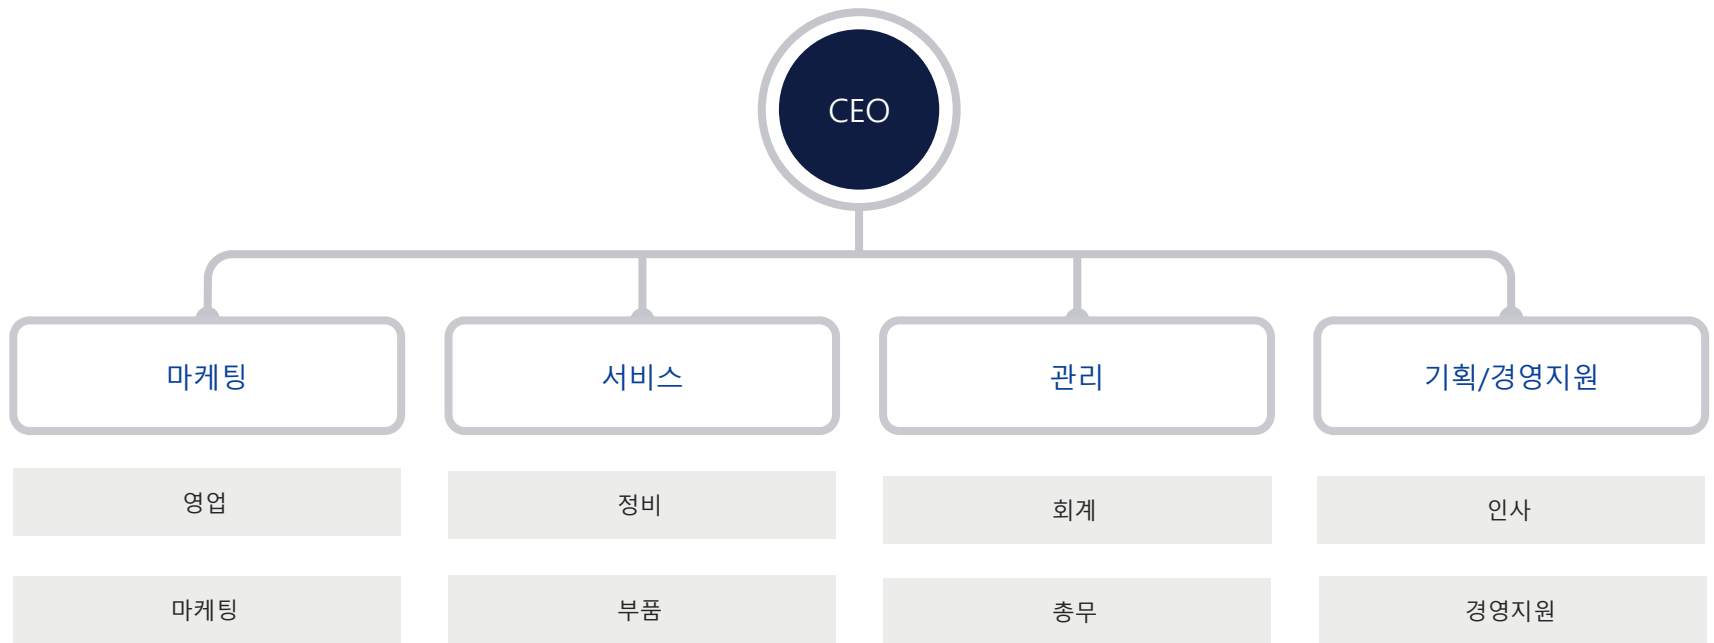 CEO
마케팅
서비스
관리
기획/경영지원
영업
정비
회계
인사
마케팅
부품
총무
경영지원